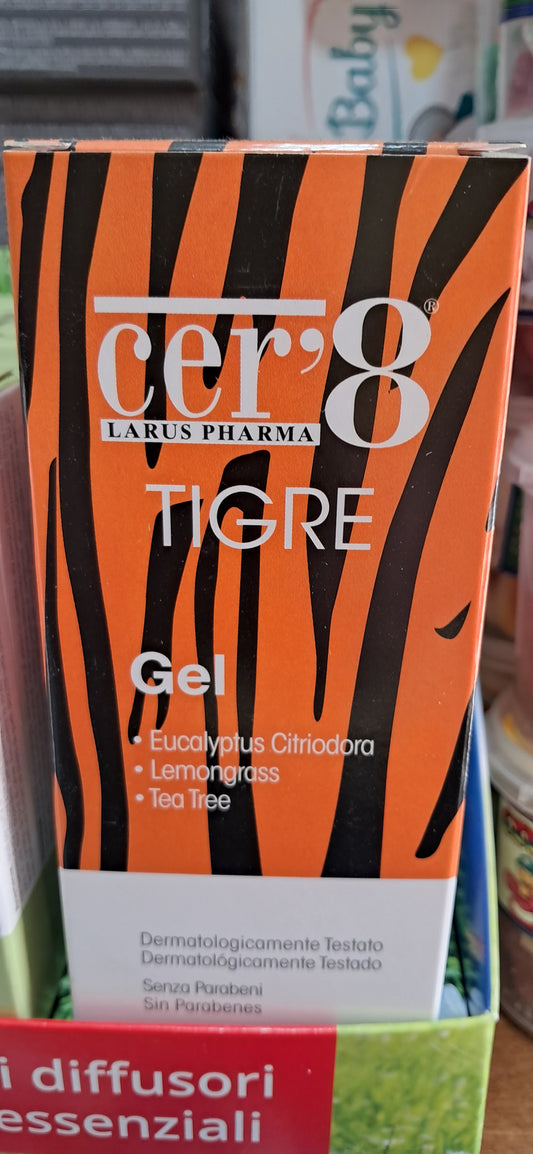 Baby
cer'8®
LARUS PHARMA
TIGRE
Gel
• Eucalyptus Citriodora
• Lemongrass
• Tea Tree
Dermatologicamente Testato
Dermatológicamente Testado
Senza Parabeni
Sin Parabenes
i diffusori
essenziali